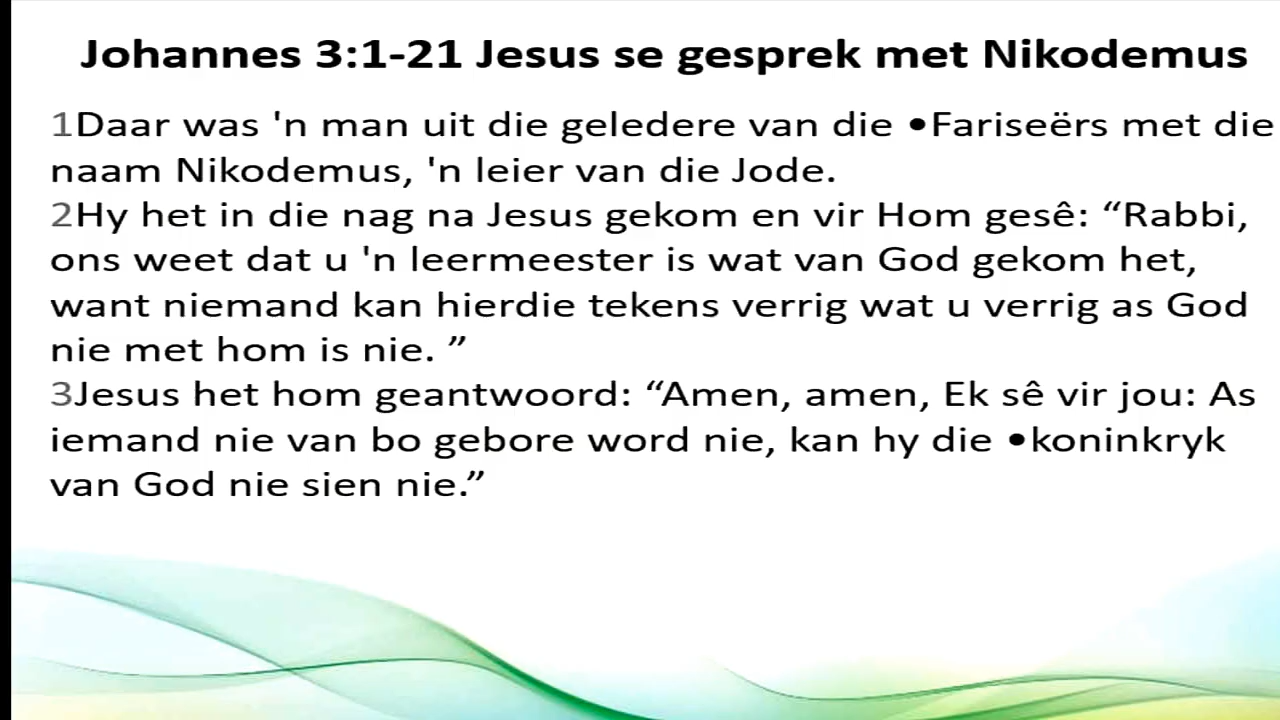 Johannes 3:1-21 Jesus se gesprek met Nikodemus
1Daar was 'n man uit die geledere van die •Fariseërs met die
naam Nikodemus, 'n leier van die Jode.
2Hy het in die nag na Jesus gekom en vir Hom gesê: “Rabbi,
ons weet dat u 'n leermeester is wat van God gekom het,
want niemand kan hierdie tekens verrig wat u verrig as God
nie met hom is nie. ”
3Jesus het hom geantwoord: “Amen, amen, Ek sê vir jou: As
iemand nie van bo gebore word nie, kan hy die •koninkryk
van God nie sien nie.”